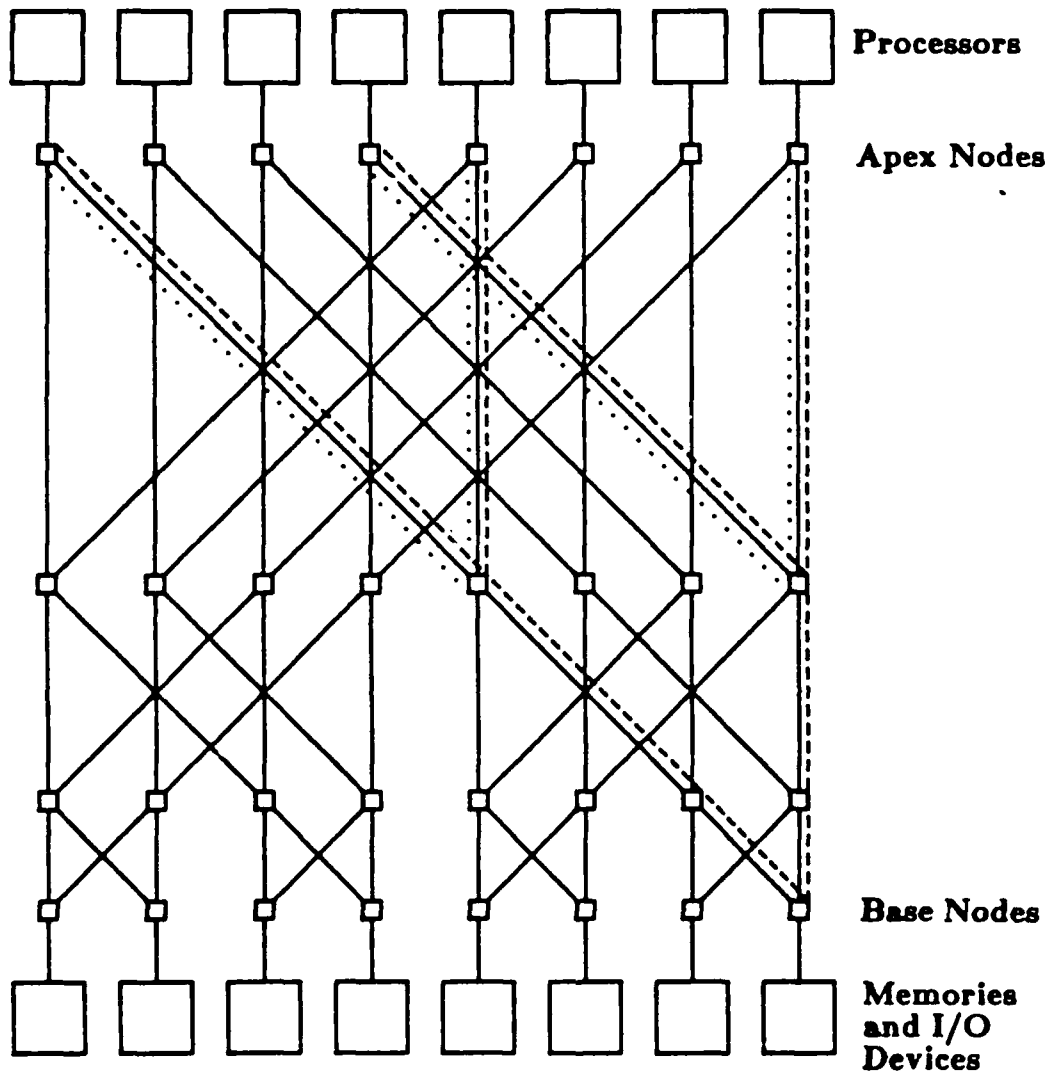 Processors
Apex Nodes
Base Nodes
Memories
and I/O
Devices